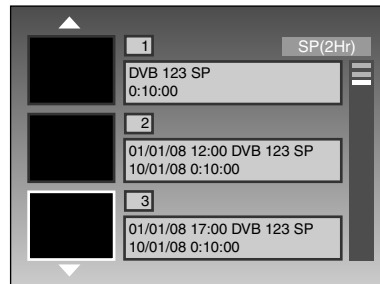 1
SP(2Hr)
DVB 123 SP
0:10:00
2
01/01/08 12:00 DVB 123 SP
10/01/08 0:10:00
3
01/01/08 17:00 DVB 123 SP
10/01/08 0:10:00